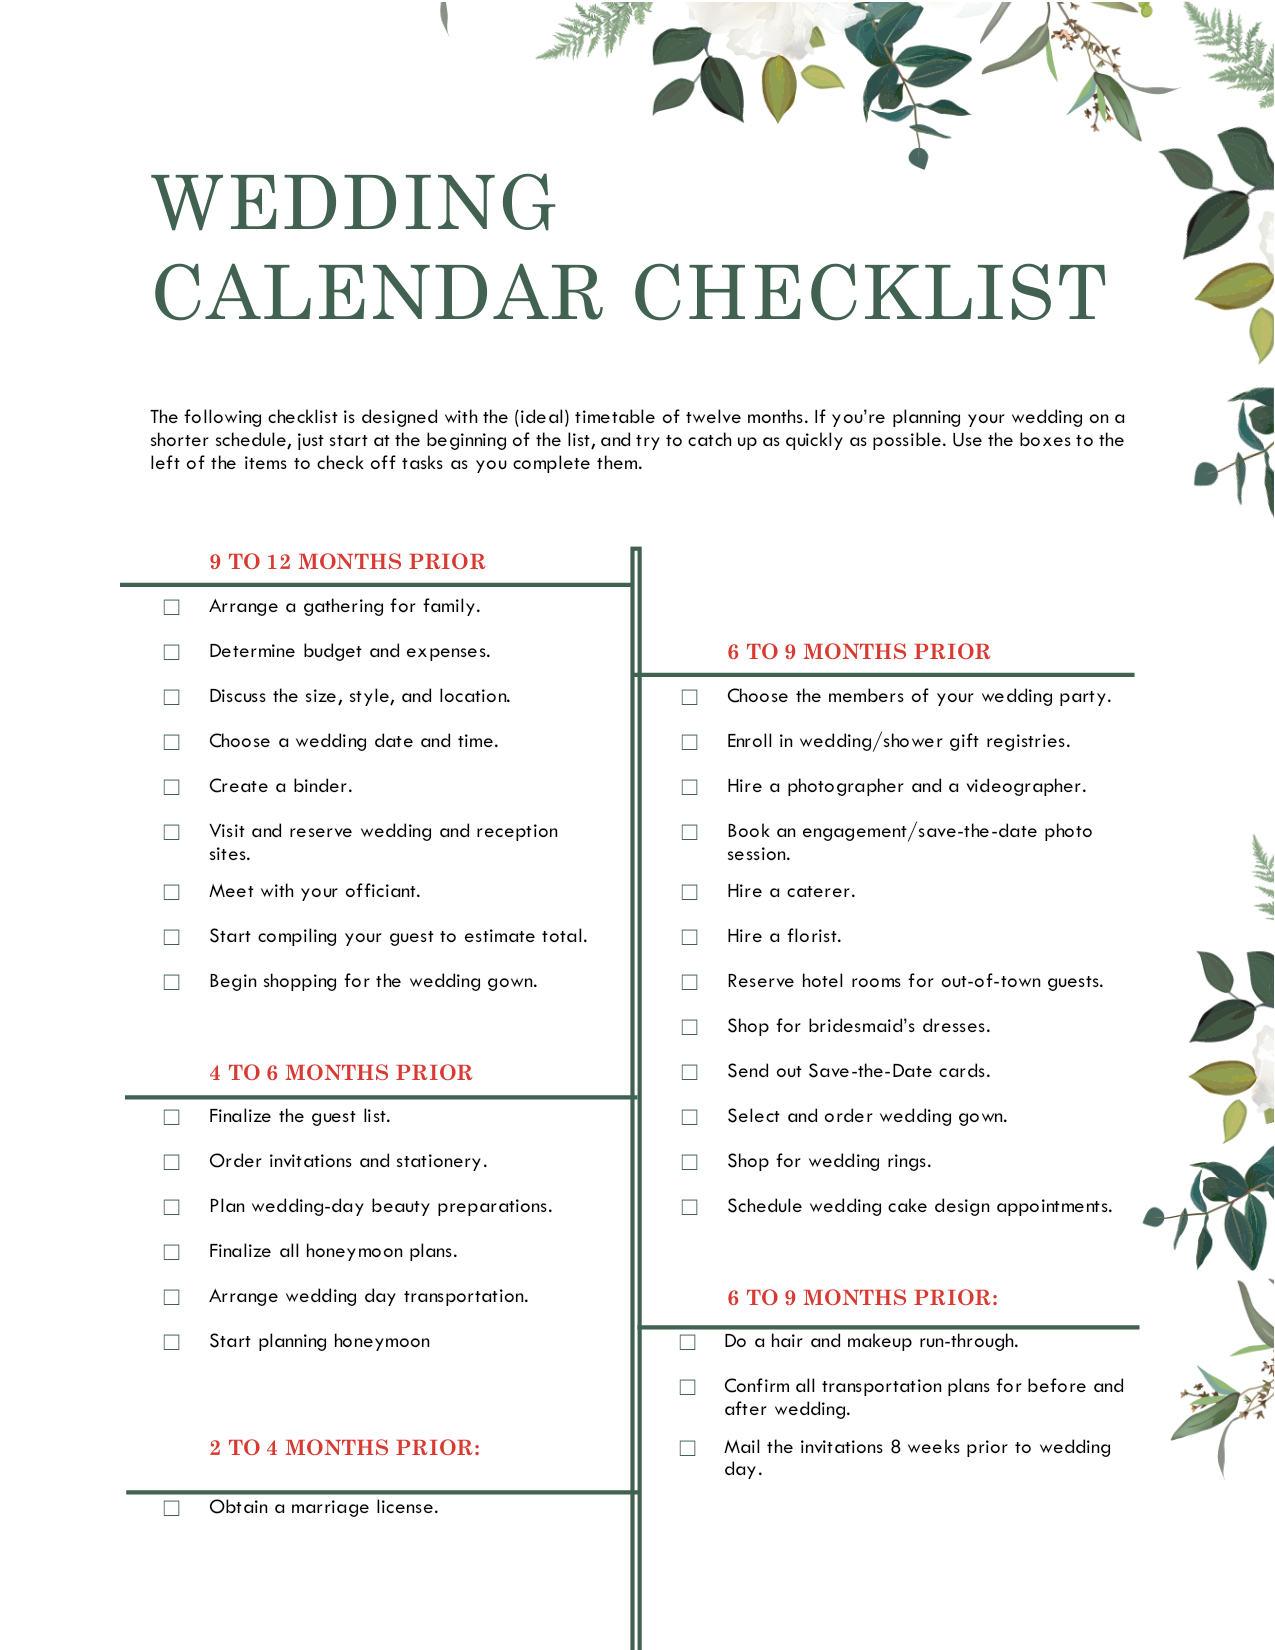 WEDDING
CALENDAR CHECKLIST
The following checklist is designed with the (ideal) timetable of twelve months. If you’re planning your wedding on a
shorter schedule, just start at the beginning of the list, and try to catch up as quickly as possible. Use the boxes to the
left of the items to check off tasks as you complete them.
9 TO 12 MONTHS PRIOR
Arrange a gathering for family.
Determine budget and expenses.
Discuss the size, style, and location.
Choose a wedding date and time.
Create a binder.
Visit and reserve wedding and reception
sites.
Meet with your officiant.
Start compiling your guest to estimate total.
Begin shopping for the wedding gown.
4 TO 6 MONTHS PRIOR
Finalize the guest list.
Order invitations and stationery.
Plan wedding-day beauty preparations.
Finalize all honeymoon plans.
Arrange wedding day transportation.
Start planning honeymoon
2 TO 4 MONTHS PRIOR:
Obtain a marriage license.
6 TO 9 MONTHS PRIOR
Choose the members of your wedding party.
Enroll in wedding/shower gift registries.
Hire a photographer and a videographer.
Book an engagement/save-the-date photo
session.
Hire a caterer.
Hire a florist.
Reserve hotel rooms for out-of-town guests.
Shop for bridesmaid’s dresses.
Send out Save-the-Date cards.
Select and order wedding gown.
Shop for wedding rings.
Schedule wedding cake design appointments.
6 TO 9 MONTHS PRIOR:
Do a hair and makeup run-through.
Confirm all transportation plans for before and
after wedding.
Mail the invitations 8 weeks prior to wedding
day.